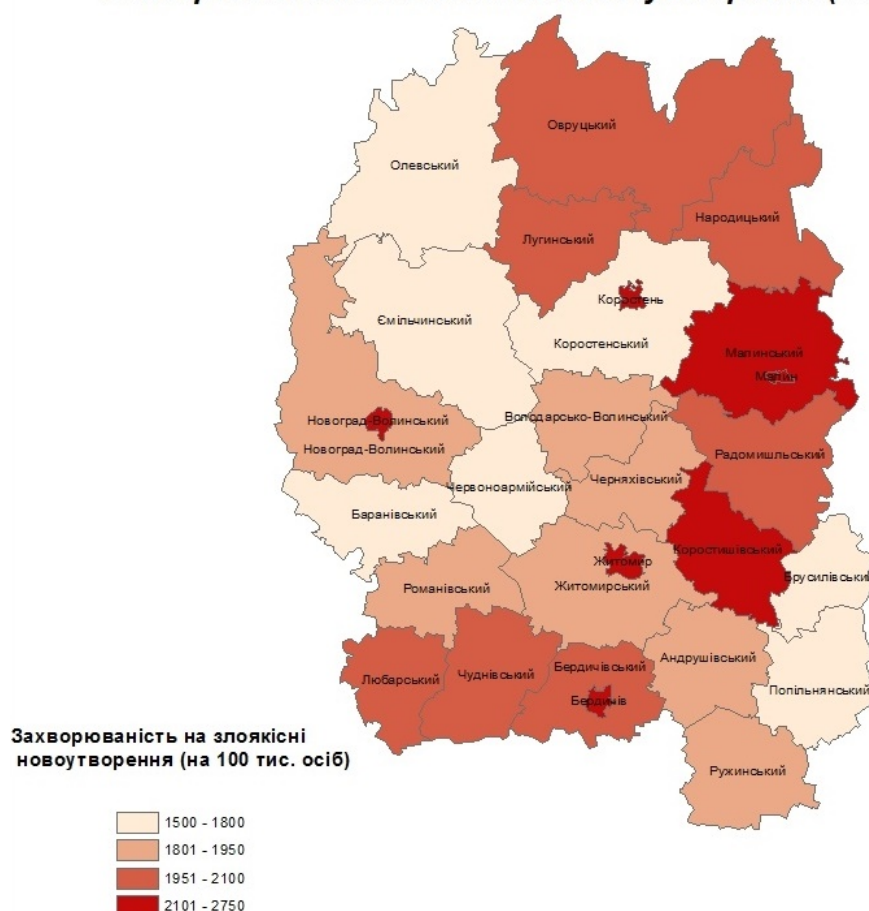 Овруцький
Олевський
Народицький
Лугинський
Коростень
Ємільчинський
Коростенський
Малинський
Малин
Новоград-Волинський
Володарсько-Волинський
Новоград-Волинський
Радомишльський
Черняхівський
Червоноармійський
Баранівський
Коростишівський
Житомир
Брусилівський
Романівський
Житомирський
Андрушівський
Бердичівський
Любарський
Чуднівський
Попільнянський
Бердичів
Захворюваність на злоякісні
новоутворення (на 100 тис. осіб)
Ружинський
1500 - 1800
1801 - 1950
1951 - 2100
2101 - 2750